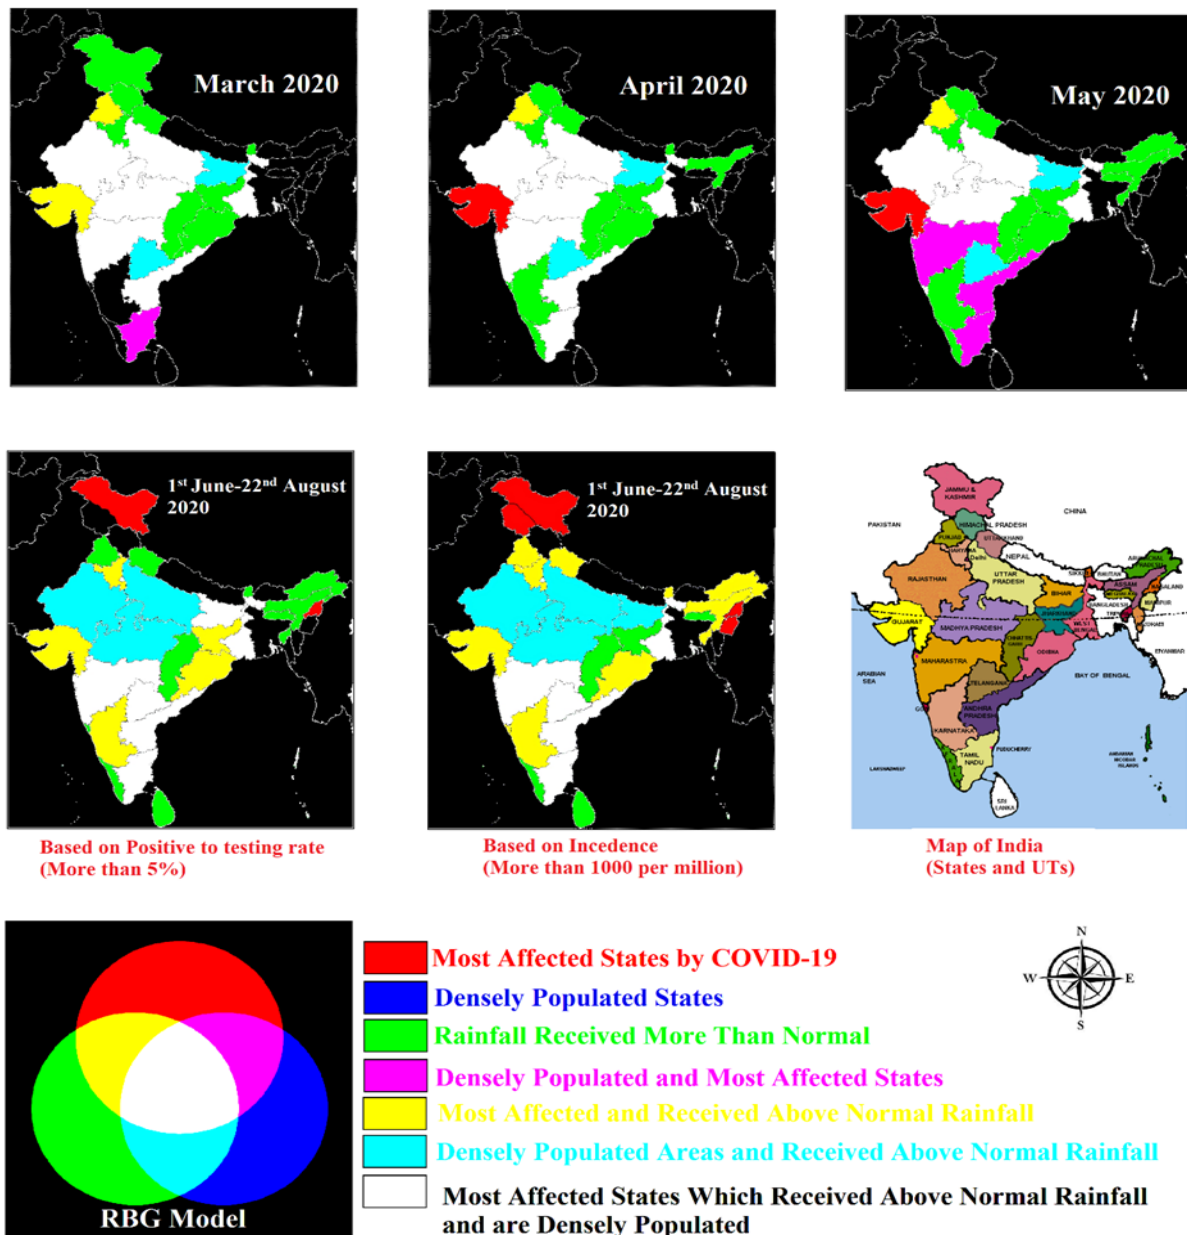 March 2020
April 2020
May 2020
1st June-22nd August
2020
1st June-22nd August
2020
JAMMU &
KASHMIR
CHINA
PAKISTAN
HIMACHAL PRADESH
PUNJAB
UTTARAKHAND
HARYANA
Delhi
NEPAL
RAJASTHAN
UTTAR
PRADESH
SIKKIM
BHUTAN
ASSAM
NAGALAND
BIHAR
MANIPUR
BANGLADESH
GUJARAT
MADHYA PRADESH
WEST
BENGAL
ODISHA
MAHARASTRA
ARABIAN
SEA
TELANGANA
BAY OF BENGAL
ANDHRA
PRADESH
KARNATAKA
TAMIL
NADU
PUDUCHERRY
LAKSHADWEEP
SRI
LANKA
Based on Positive to testing rate
(More than 5%)
Based on Incedence
(More than 1000 per million)
Map of India
(States and UTs)
RBG Model
Most Affected States by COVID-19
Densely Populated States
Rainfall Received More Than Normal
Densely Populated and Most Affected States
Most Affected and Received Above Normal Rainfall
Densely Populated Areas and Received Above Normal Rainfall
Most Affected States Which Received Above Normal Rainfall
and are Densely Populated
N
W
E
S